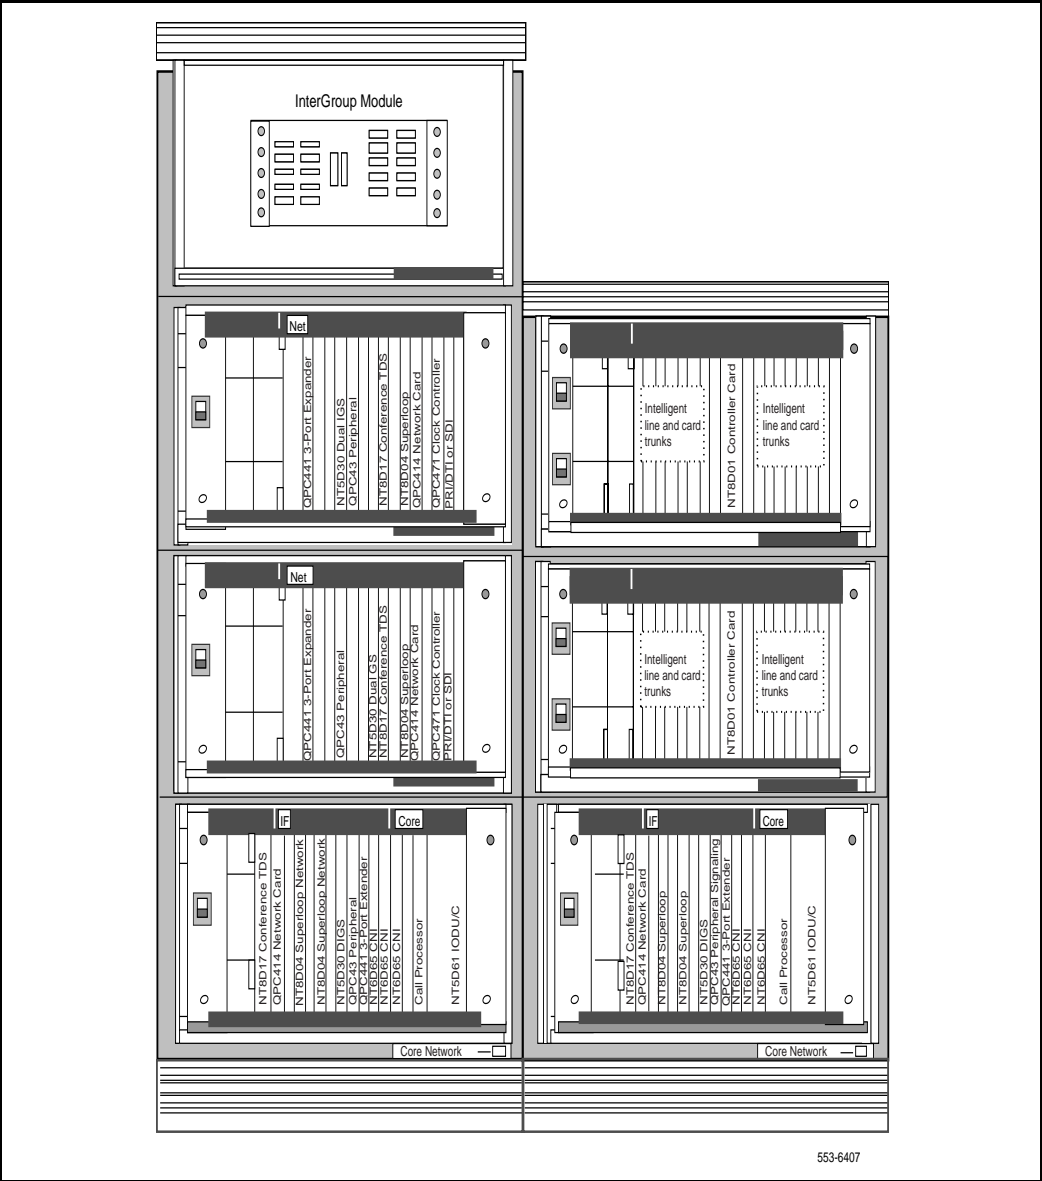 InterGroup Module
Net
QPC441 3-Port Expander
NT5D30 Dual IGS
QPC43 Peripheral
NT8D17 Conference TDS
NT8D04 Superloop
QPC414 Network Card
QPC471 Clock Controller
PRI/DTI or SDI
Intelligent
line and card
trunks
NT8D01 Controller Card
Intelligent
line and card
trunks
Net
QPC441 3-Port Expander
QPC43 Peripheral
NT5D30 Dual GS
NT8D17 Conference TDS
NT8D04 Superloop
QPC414 Network Card
QPC471 Clock Controller
PRI/DTI or SDI
Intelligent
line and card
trunks
NT8D01 Controller Card
Intelligent
line and card
trunks
IF
Core
NT8D17 Conference TDS
QPC414 Network Card
NT8D04 Superloop Network
NT8D04 Superloop Network
NT5D30 DIGS
QPC43 Peripheral
QPC441 3-Port Extender
NT6D65 CNI
NT6D65 CNI
NT6D65 CNI
Call Processor
NT5D61 IODU/C
Core Network
IF
Core
NT8D17 Conference TDS
QPC414 Network Card
NT8D04 Superloop
NT8D04 Superloop
NT5D30 DIGS
QPC43 Peripheral Signaling
QPC441 3-Port Extender
NT6D65 CNI
NT6D65 CNI
NT6D65 CNI
Call Processor
NT5D61 IODU/C
Core Network
553-6407